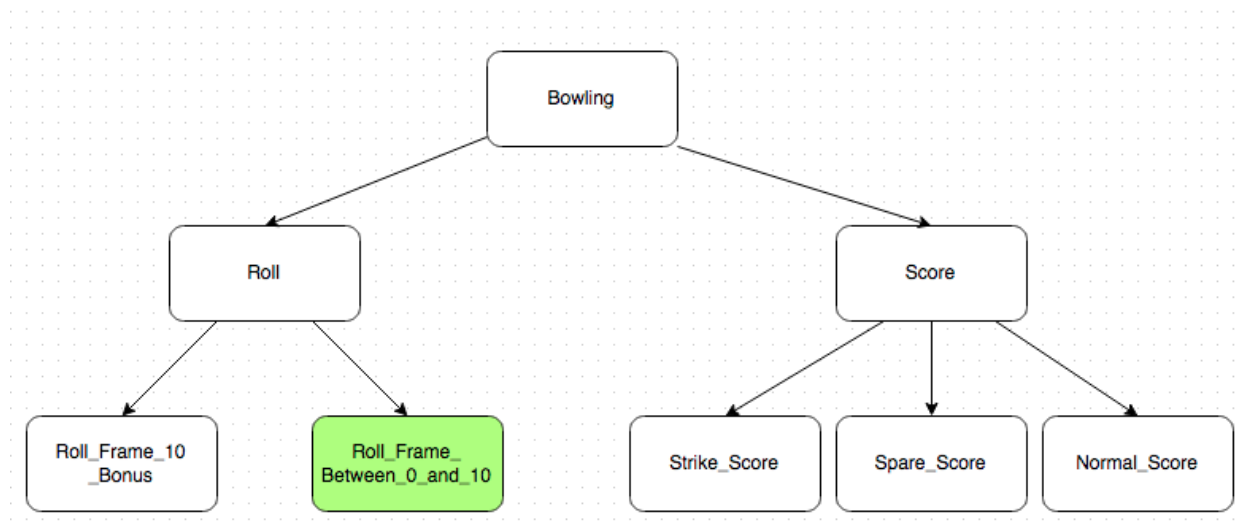 Bowling
Roll
Score
Roll_Frame_10
_Bonus
Roll_Frame_
Between_0_and_10
Strike_Score
Spare_Score
Normal_Score